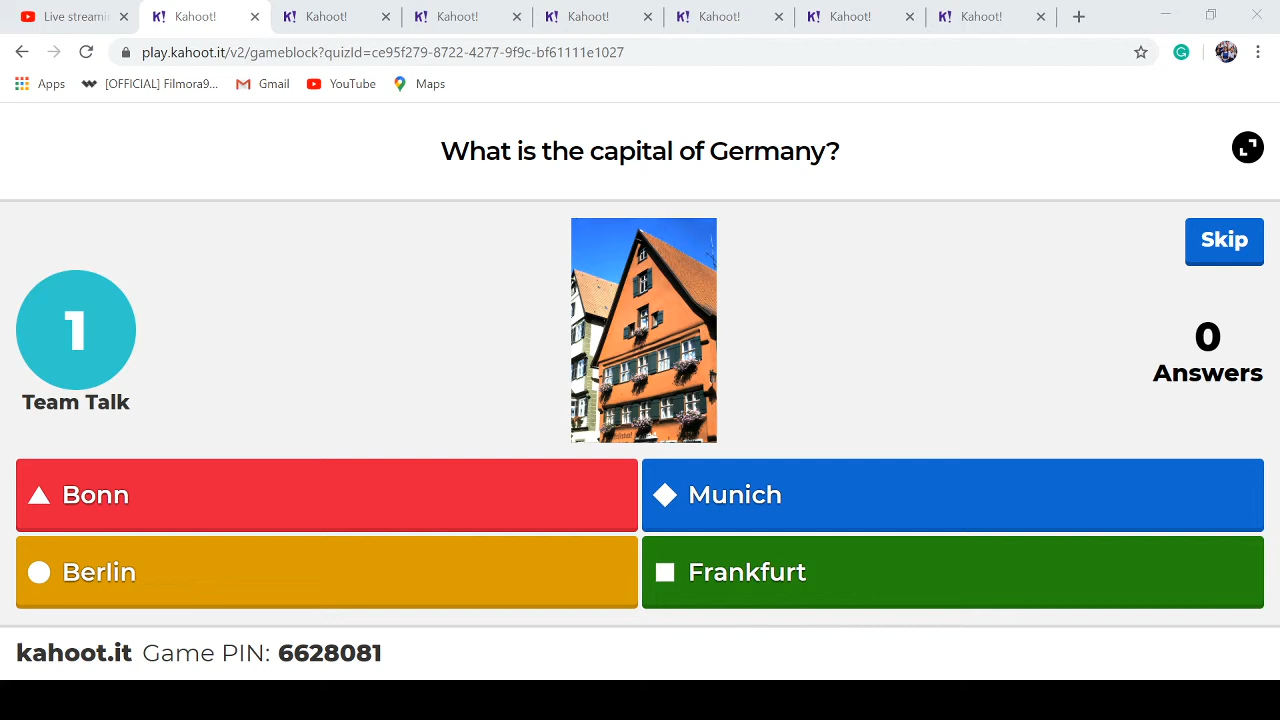 Live streami
Kahoot!
Kahoot!
Kahoot!
Kahoot!
Kahoot!
Kahoot!
Kahoot!
play.kahoot.it/v2/gameblock?quizId=ce95f279-8722-4277-9f9c-bf61111e1027
Apps
[OFFICIAL] Filmora9...
Gmail
YouTube
Maps
What is the capital of Germany?
Skip
1
Team Talk
0
Answers
Bonn
Munich
Berlin
Frankfurt
kahoot.it Game PIN: 6628081